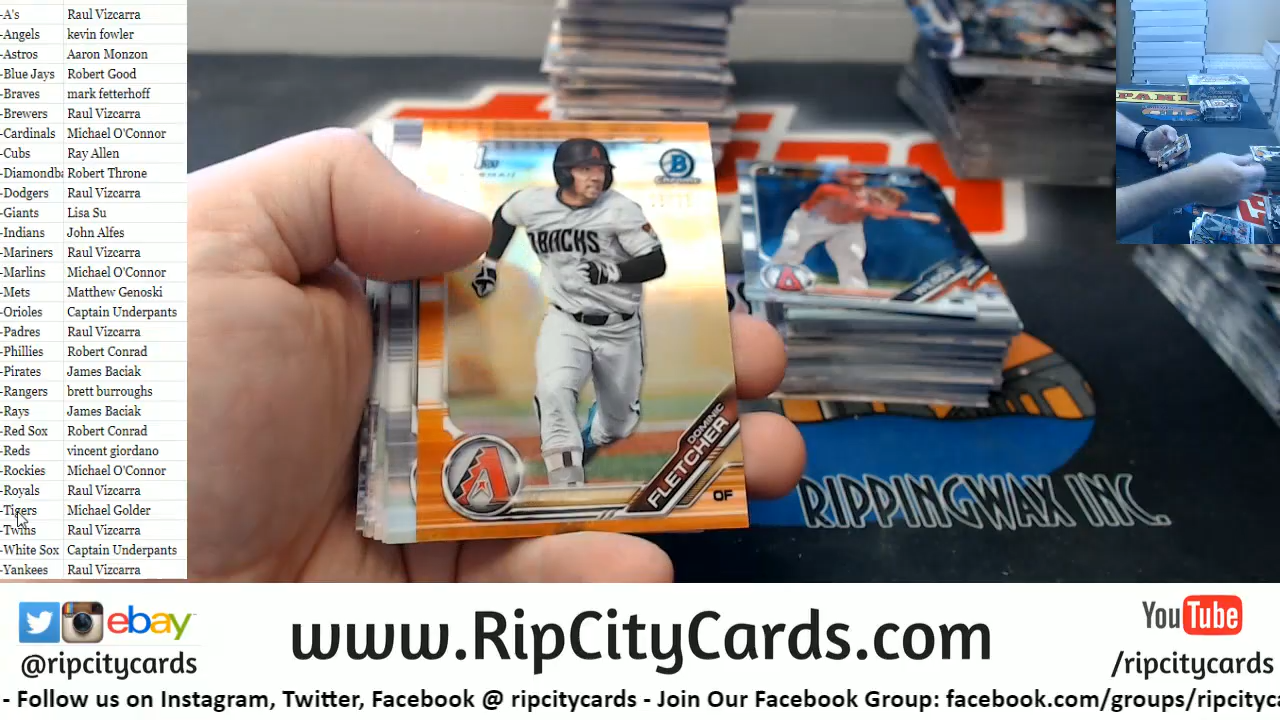 -A's Raul Vizcarra
-Angels kevin fowler
-Astros Aaron Monzon
-Blue Jays Robert Good
-Braves mark fetterhoff
-Brewers Raul Vizcarra
-Cardinals Michael O'Connor
-Cubs Ray Allen
-Diamondba Robert Throne
-Dodgers Raul Vizcarra
-Giants Lisa Su
-Indians John Alfes
-Mariners Raul Vizcarra
-Marlins Michael O'Connor
-Mets Matthew Genoski
-Orioles Captain Underpants
-Padres Raul Vizcarra
-Phillies Robert Conrad
-Pirates James Baciak
-Rangers brett burroughs
-Rays James Baciak
-Red Sox Robert Conrad
-Reds vincent giordano
-Rockies Michael O'Connor
-Royals Raul Vizcarra
-Tigers Michael Golder
-Twins Raul Vizcarra
-White Sox Captain Underpants
-Yankees Raul Vizcarra
B
Chrome
DBACKS
A
DOMINIC
FLETCHER
OF
RIPPINGWAX INC.
ebay
@ripcitycards
www.RipCityCards.com
YouTube
/ripcitycards
- Follow us on Instagram, Twitter, Facebook @ ripcitycards - Join Our Facebook Group: facebook.com/groups/ripcityc